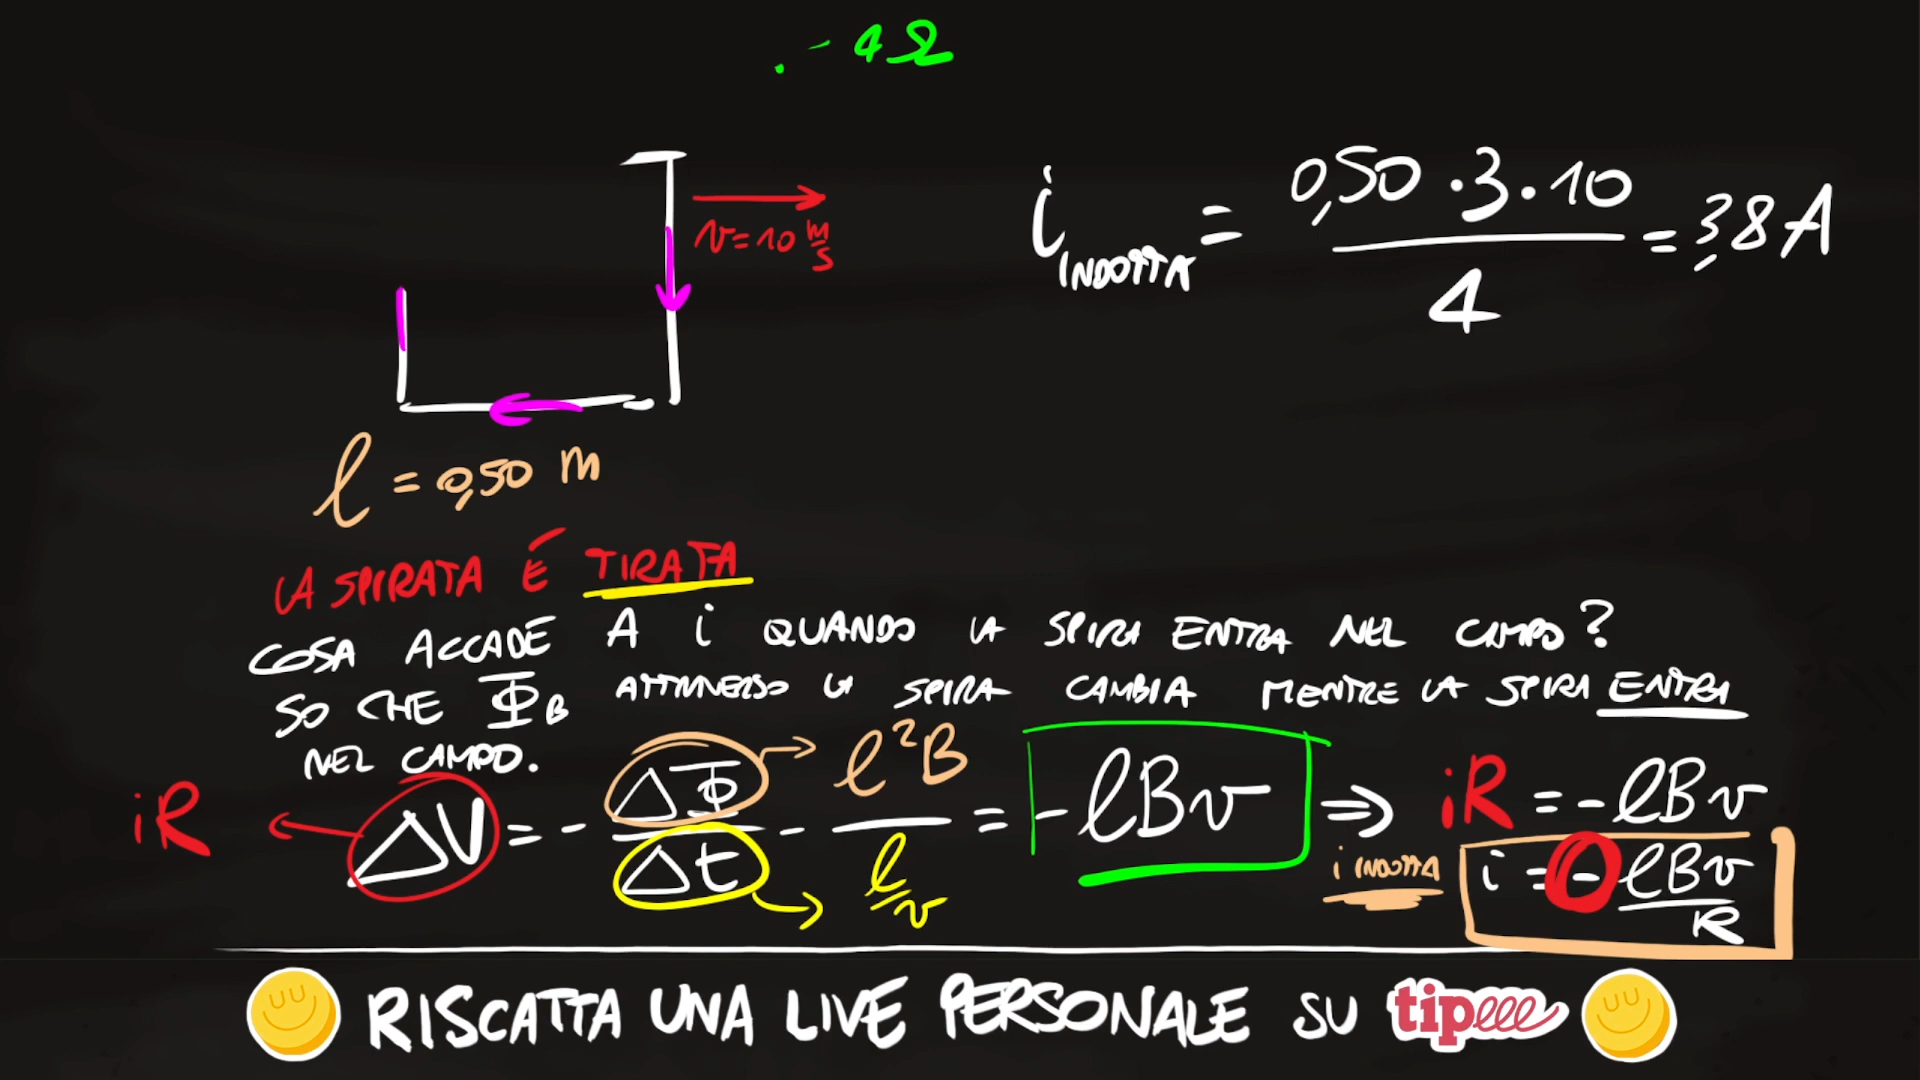 4 Ω
v = 10 m/s
i INDOTTA = 0,50 · 3 · 10 / 4 = 3,8 A
l = 0,50 m
LA SPIRATA É TIRATA
COSA ACCADE A i QUANDO LA SPIRA ENTRA NEL CAMPO?
SO CHE Φ_B ATTRAVERSO LA SPIRA CAMBIA MENTRE LA SPIRA ENTRA
NEL CAMPO.
iR ← ΔV = - ΔΦ/Δt - l²B / l/v = - lBv ⇒ iR = - lBv
i INDOTTA i = - lBv/R
RISCATTA UNA LIVE PERSONALE SU tipeee